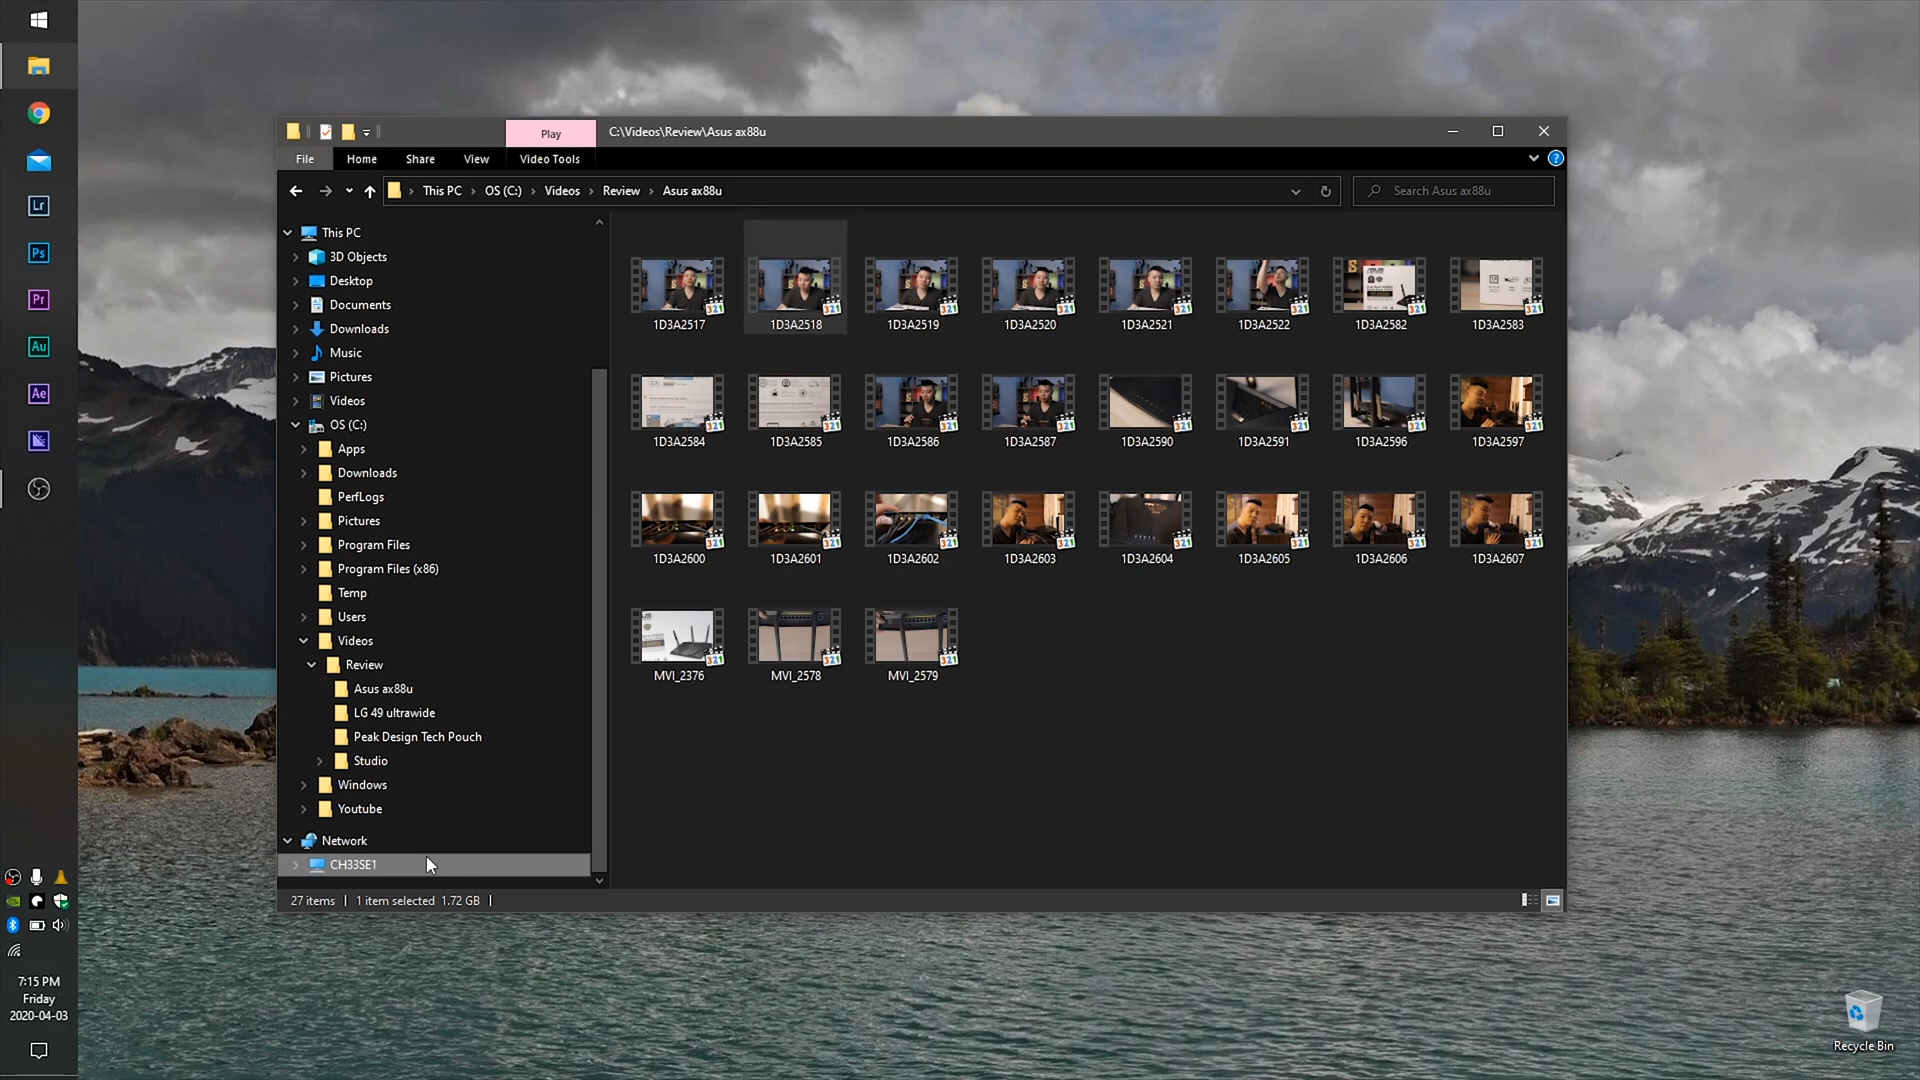 Play
C:\Videos\Review\Asus ax88u
File Home Share View Video Tools
This PC OS (C:) Videos Review Asus ax88u
Search Asus ax88u
This PC
3D Objects
Desktop
Documents
Downloads
Music
Pictures
Videos
OS (C:)
Apps
Downloads
PerfLogs
Pictures
Program Files
Program Files (x86)
Temp
Users
Videos
Review
Asus ax88u
LG 49 ultrawide
Peak Design Tech Pouch
Studio
Windows
Youtube
Network
CH33SE1
1D3A2517 1D3A2518 1D3A2519 1D3A2520 1D3A2521 1D3A2522 1D3A2582 1D3A2583
1D3A2584 1D3A2585 1D3A2586 1D3A2587 1D3A2590 1D3A2591 1D3A2596 1D3A2597
1D3A2600 1D3A2601 1D3A2602 1D3A2603 1D3A2604 1D3A2605 1D3A2606 1D3A2607
MVI_2376 MVI_2578 MVI_2579
27 items 1 item selected 1.72 GB
Lr
Ps
Pr
Au
Ae
7:15 PM
Friday
2020-04-03
Recycle Bin